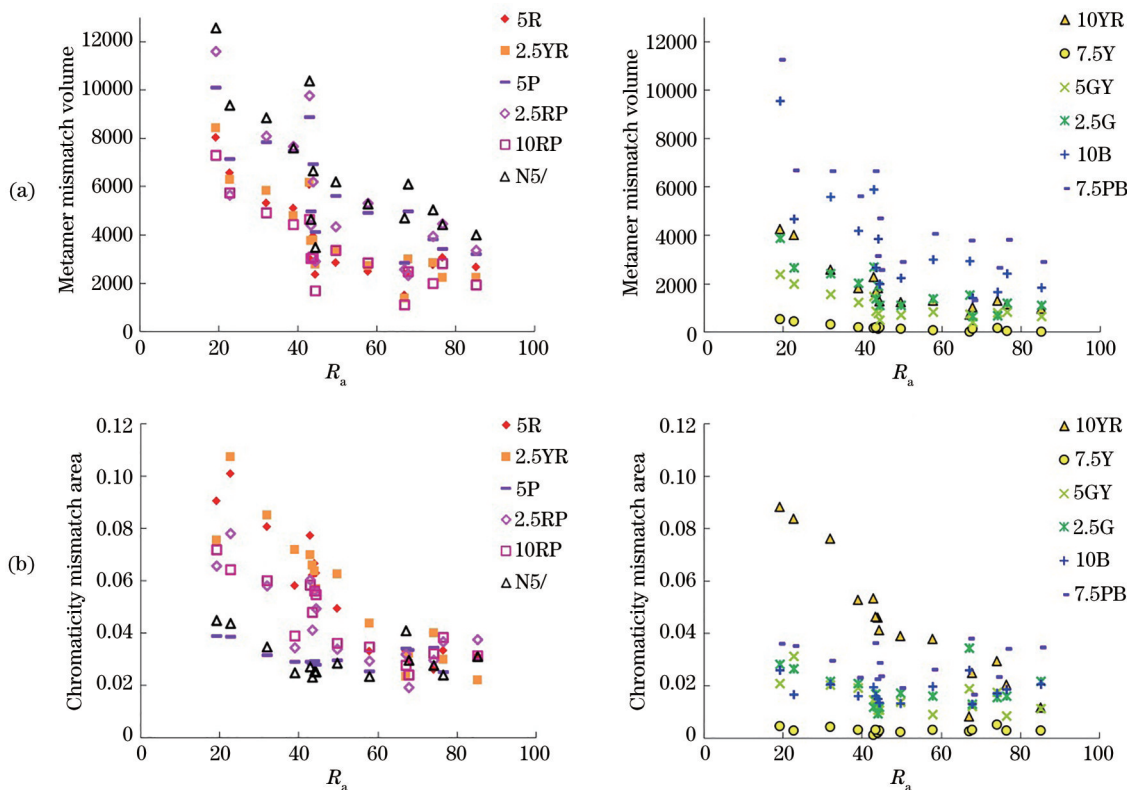 (a)
Metamer mismatch volume
12000
10000
8000
6000
4000
2000
0
0 20 40 60 80 100
Ra
5R
2.5YR
5P
2.5RP
10RP
N5/
Metamer mismatch volume
12000
10000
8000
6000
4000
2000
0
0 20 40 60 80 100
Ra
10YR
7.5Y
5GY
2.5G
10B
7.5PB
(b)
Chromaticity mismatch area
0.12
0.10
0.08
0.06
0.04
0.02
0
0 20 40 60 80 100
Ra
5R
2.5YR
5P
2.5RP
10RP
N5/
Chromaticity mismatch area
0.12
0.10
0.08
0.06
0.04
0.02
0
0 20 40 60 80 100
Ra
10YR
7.5Y
5GY
2.5G
10B
7.5PB